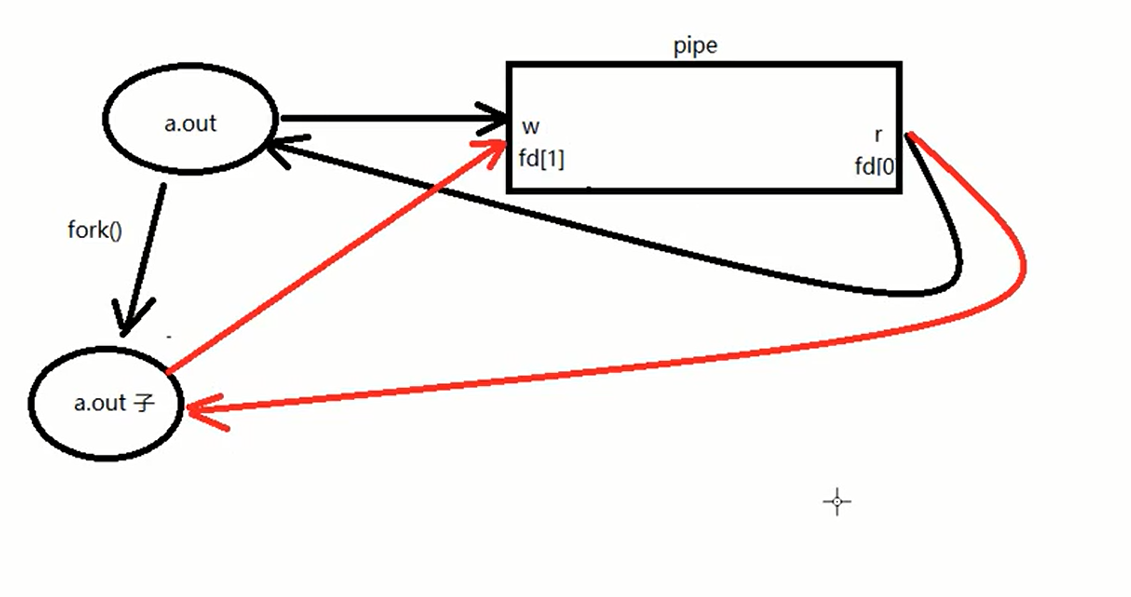 pipe
a.out
w
fd[1]
r
fd[0
fork()
a.out 子